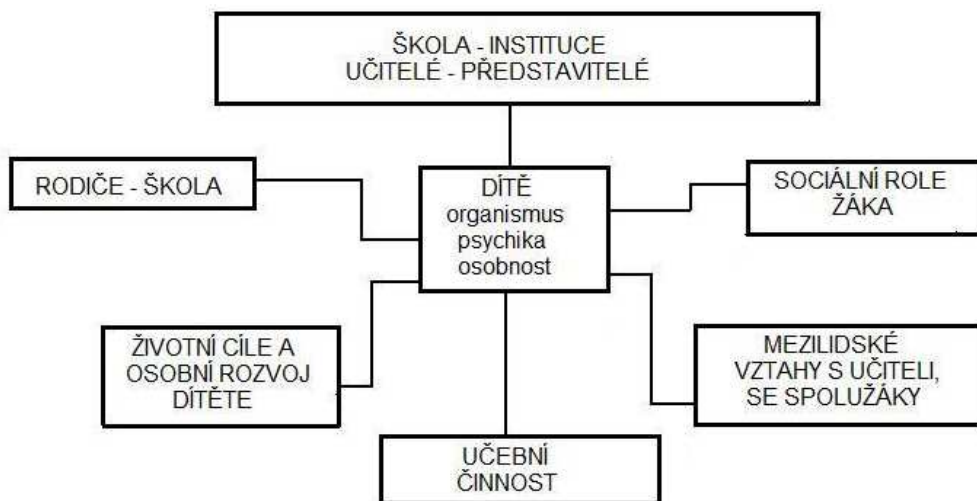 ŠKOLA - INSTITUCE
UČITELÉ - PŘEDSTAVITELÉ
RODIČE - ŠKOLA
DÍTĚ
organismus
psychika
osobnost
SOCIÁLNÍ ROLE
ŽÁKA
ŽIVOTNÍ CÍLE A
OSOBNÍ ROZVOJ
DÍTĚTE
MEZILIDSKÉ
VZTAHY S UČITELI,
SE SPOLUŽÁKY
UČEBNÍ
ČINNOST